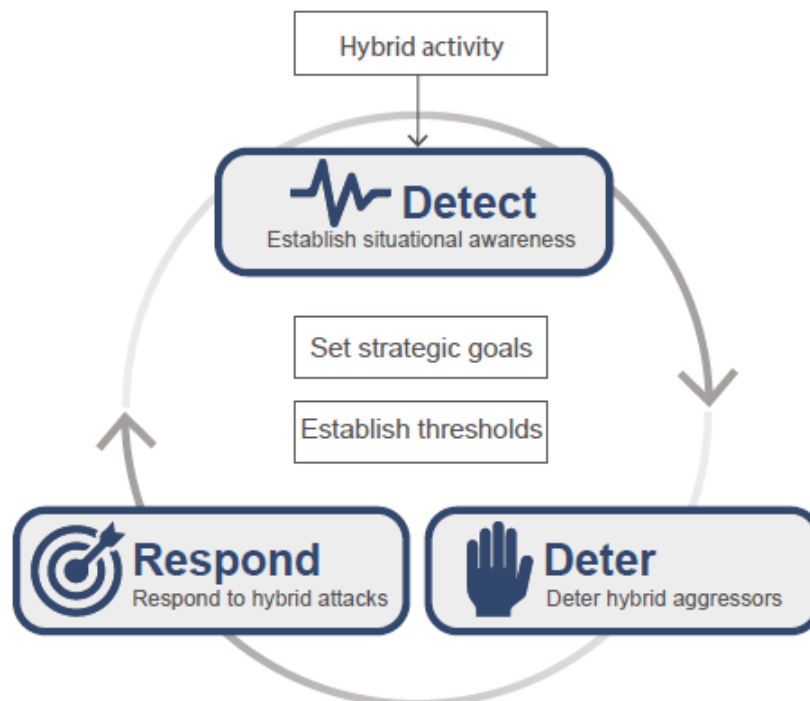 Hybrid activity
Detect
Establish situational awareness
Set strategic goals
Establish thresholds
Respond
Respond to hybrid attacks
Deter
Deter hybrid aggressors